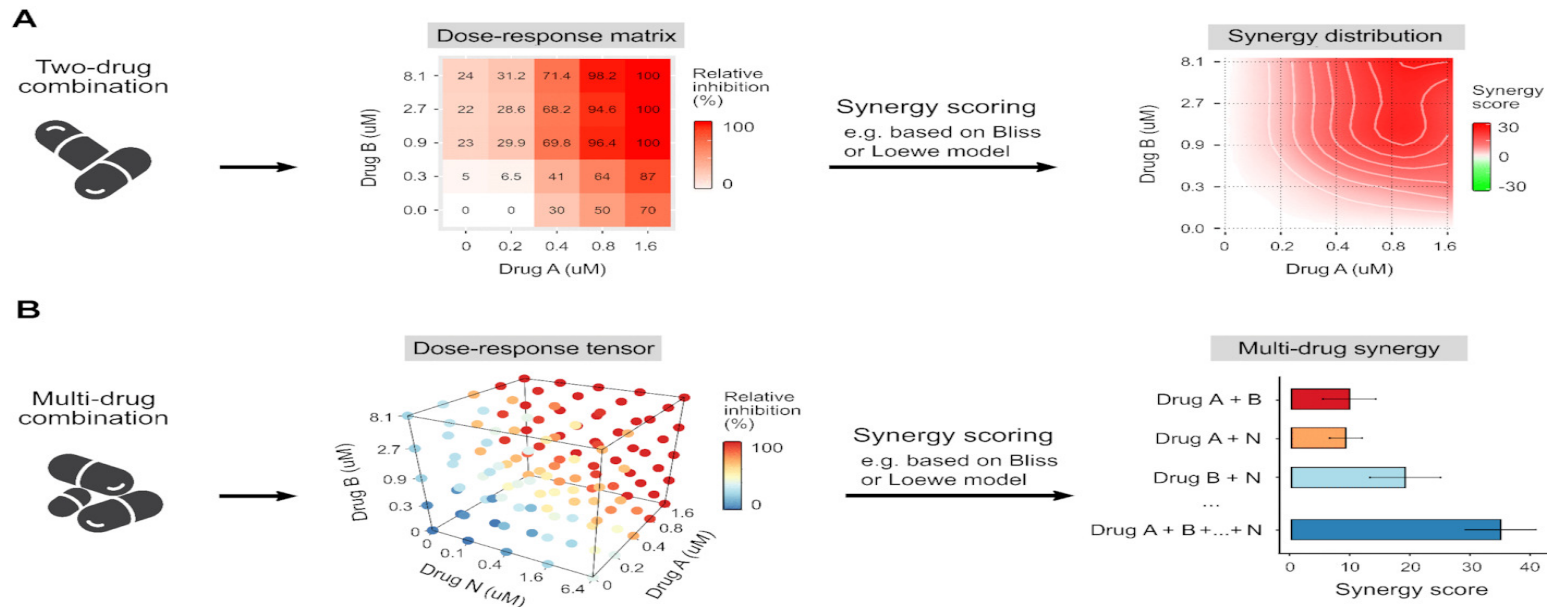 A
Two-drug
combination
Dose-response matrix
Drug B (uM)
8.1 24 31.2 71.4 98.2 100
2.7 22 28.6 68.2 94.6 100
0.9 23 29.9 69.8 96.4 100
0.3 5 6.5 41 64 87
0.0 0 0 30 50 70
0 0.2 0.4 0.8 1.6
Drug A (uM)
Relative
inhibition
(%)
100
0
Synergy scoring
e.g. based on Bliss
or Loewe model
Synergy distribution
Drug B (uM)
8.1
2.7
0.9
0.3
0.0
0 0.2 0.4 0.8 1.6
Drug A (uM)
Synergy
score
30
0
-30
B
Multi-drug
combination
Dose-response tensor
Drug B (uM)
8.1
2.7
0.9
0.3
0
0 0.1 0.4 1.6 6.4
Drug N (uM)
0 0.2 0.4 0.8 1.6
Drug A (uM)
Relative
inhibition
(%)
100
0
Synergy scoring
e.g. based on Bliss
or Loewe model
Multi-drug synergy
Drug A + B
Drug A + N
Drug B + N
...
Drug A + B +...+ N
0 10 20 30 40
Synergy score